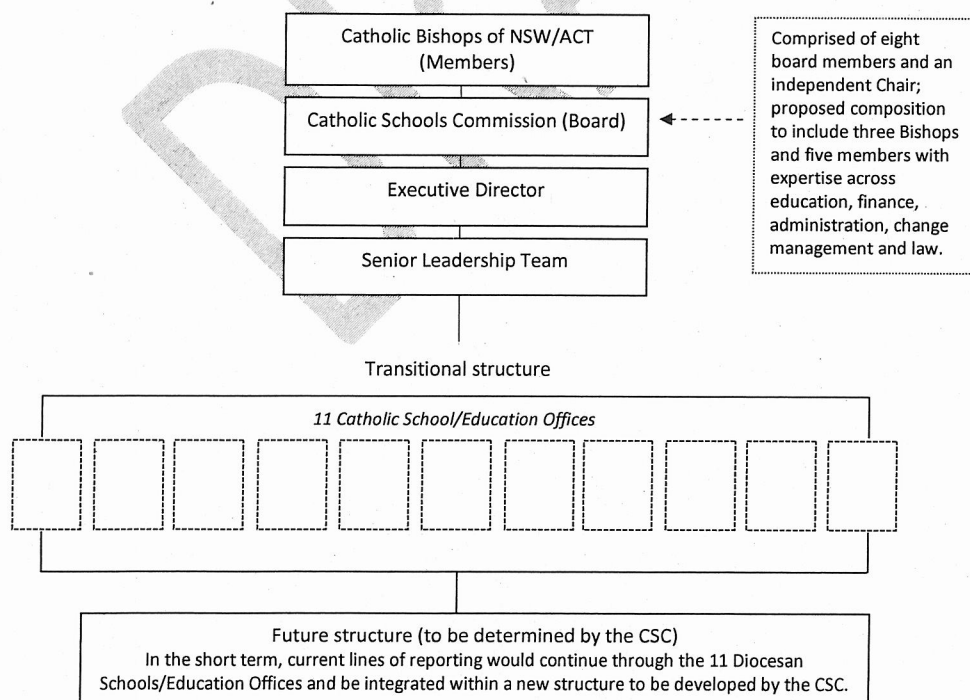 Catholic Bishops of NSW/ACT
(Members)
Catholic Schools Commission (Board)
Executive Director
Senior Leadership Team
Comprised of eight
board members and an
independent Chair;
proposed composition
to include three Bishops
and five members with
expertise across
education, finance,
administration, change
management and law.
Transitional structure
11 Catholic School/Education Offices
Future structure (to be determined by the CSC)
In the short term, current lines of reporting would continue through the 11 Diocesan
Schools/Education Offices and be integrated within a new structure to be developed by the CSC.